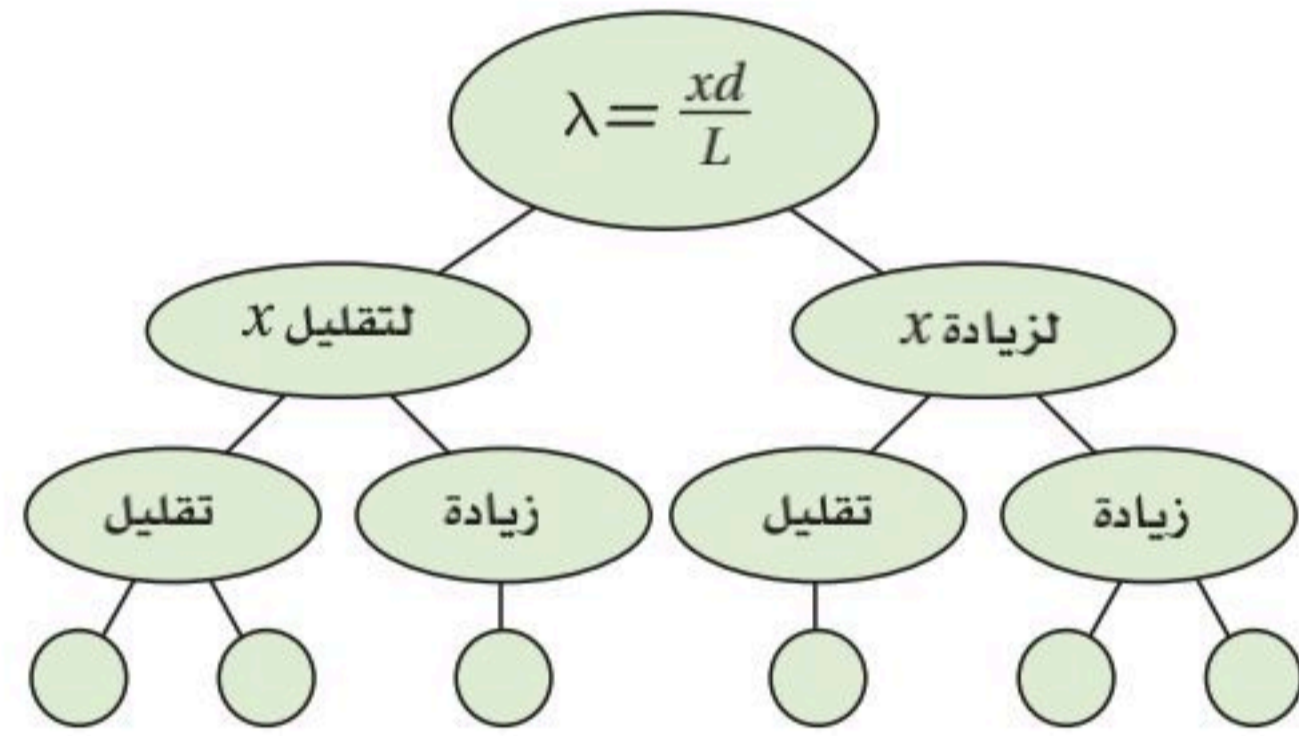 λ = xd/L
لزيادة x
لتقليل x
زيادة
تقليل
زيادة
تقليل